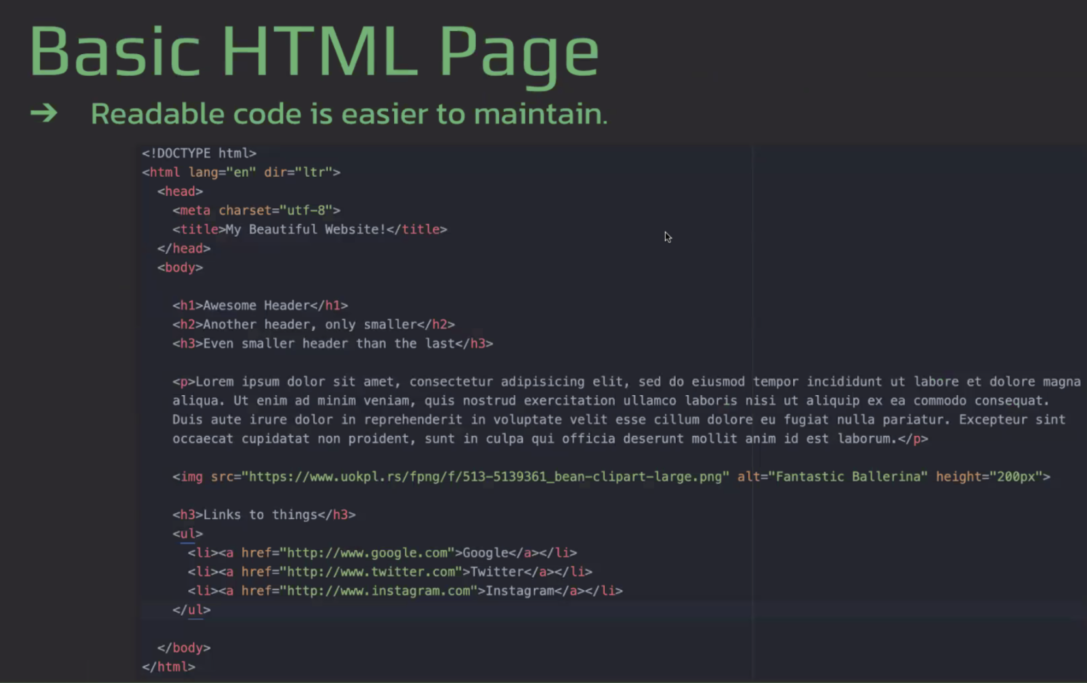 Basic HTML Page
➔ Readable code is easier to maintain.
<!DOCTYPE html>
<html lang="en" dir="ltr">
  <head>
    <meta charset="utf-8">
    <title>My Beautiful Website!</title>
  </head>
  <body>
    <h1>Awesome Header</h1>
    <h2>Another header, only smaller</h2>
    <h3>Even smaller header than the last</h3>
    <p>Lorem ipsum dolor sit amet, consectetur adipisicing elit, sed do eiusmod tempor incididunt ut labore et dolore magna
    aliqua. Ut enim ad minim veniam, quis nostrud exercitation ullamco laboris nisi ut aliquip ex ea commodo consequat.
    Duis aute irure dolor in reprehenderit in voluptate velit esse cillum dolore eu fugiat nulla pariatur. Excepteur sint
    occaecat cupidatat non proident, sunt in culpa qui officia deserunt mollit anim id est laborum.</p>
    <img src="https://www.uokpl.rs/fpng/f/513-5139361_bean-clipart-large.png" alt="Fantastic Ballerina" height="200px">
    <h3>Links to things</h3>
    <ul>
      <li><a href="http://www.google.com">Google</a></li>
      <li><a href="http://www.twitter.com">Twitter</a></li>
      <li><a href="http://www.instagram.com">Instagram</a></li>
    </ul>
  </body>
</html>